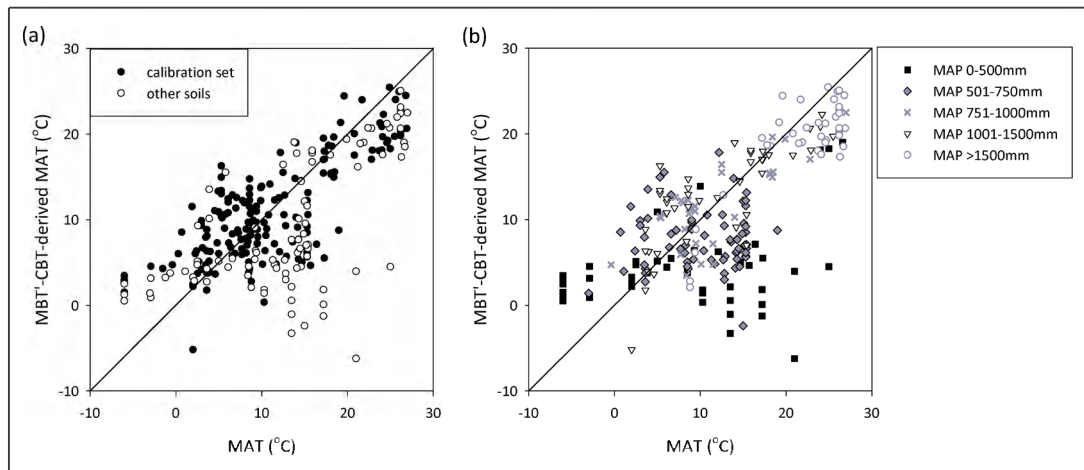 (a)
MBT'-CBT-derived MAT (°C)
30
20
10
0
-10
-10 0 10 20 30
MAT (°C)
calibration set
other soils
(b)
MBT'-CBT-derived MAT (°C)
30
20
10
0
-10
-10 0 10 20 30
MAT (°C)
MAP 0-500mm
MAP 501-750mm
MAP 751-1000mm
MAP 1001-1500mm
MAP >1500mm